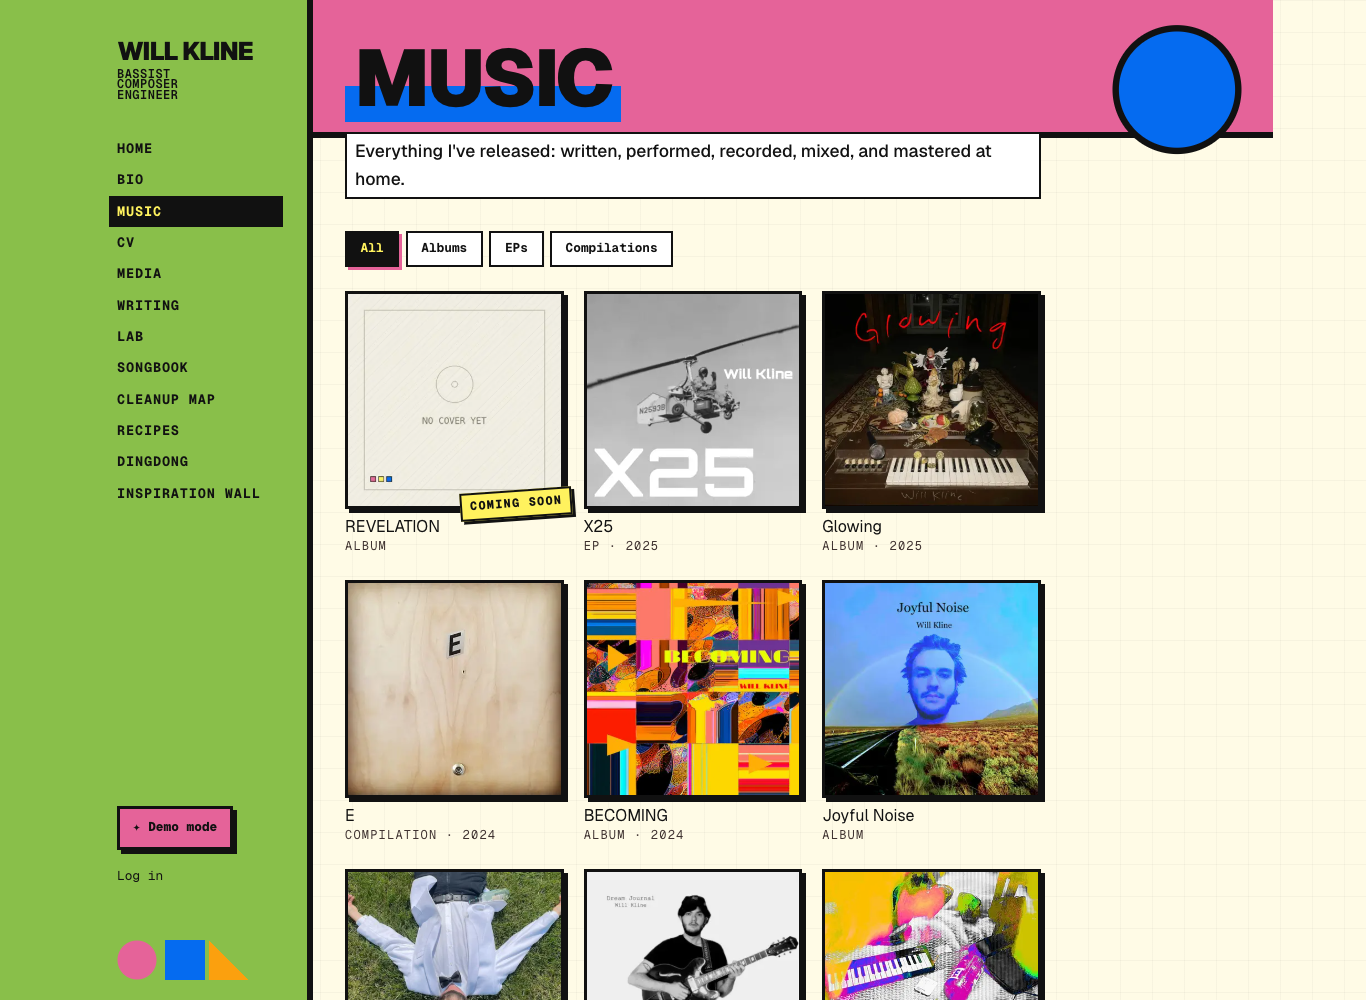 WILL KLINE
BASSIST
COMPOSER
ENGINEER
HOME
BIO
MUSIC
CV
MEDIA
WRITING
LAB
SONGBOOK
CLEANUP MAP
RECIPES
DINGDONG
INSPIRATION WALL
✦ Demo mode
Log in
MUSIC
Everything I've released: written, performed, recorded, mixed, and mastered at
home.
All
Albums
EPs
Compilations
NO COVER YET
COMING SOON
REVELATION
ALBUM
Will Kline
N2593B
X25
X25
EP · 2025
Glowing
Will Kline
Glowing
ALBUM · 2025
E
E
COMPILATION · 2024
BECOMING
WILL KLINE
BECOMING
ALBUM · 2024
Joyful Noise
Will Kline
Joyful Noise
ALBUM
Dream Journal
Will Kline